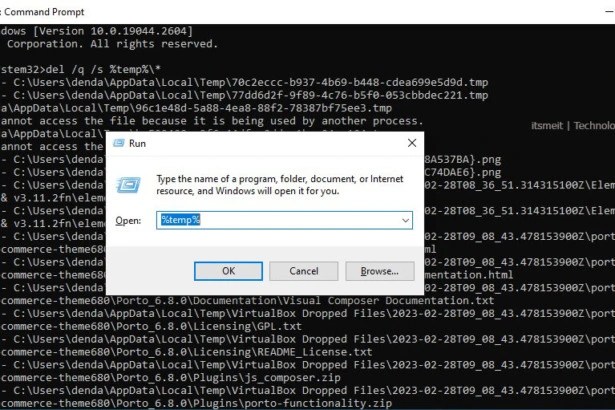 Command Prompt
dows [Version 10.0.19044.2604]
Corporation. All rights reserved.
ystem32>del /q /s %temp%\*
- C:\Users\denda\AppData\Local\Temp\70c2eccc-b937-4b69-b448-cdea699e5d9d.tmp
- C:\Users\denda\AppData\Local\Temp\77dd6d2f-9f89-4c76-b5f0-053cbbdec221.tmp
a\AppData\Local\Temp\96c1e48d-5a88-4ea8-88f2-78387bf75ee3.tmp
annot access the file because it is being used by another process.
itsmeit | Technolo
annot access the
Run
Type the name of a program, folder, document, or Internet
resource, and Windows will open it for you.
Open: %temp%
OK Cancel Browse...
- C:\Users\denda
8A537BA}.png
- C:\Users\denda
C74DAE6}.png
- C:\Users\denda
-02-28T08_36_51.314315100Z\Elem
& v3.11.2fn\eleme
- C:\Users\denda
-02-28T08_36_51.314315100Z\Elem
& v3.11.2fn\eleme
- C:\Users\denda
-02-28T09_08_43.478153900Z\port
commerce-theme680
ml
- C:\Users\denda
-02-28T09_08_43.478153900Z\port
commerce-theme680
mentation.html
- C:\Users\denda
-02-28T09_08_43.478153900Z\port
commerce-theme680\Porto_6.8.0\Documentation\Visual Composer Documentation.txt
- C:\Users\denda\AppData\Local\Temp\VirtualBox Dropped Files\2023-02-28T09_08_43.478153900Z\port
commerce-theme680\Porto_6.8.0\Licensing\GPL.txt
- C:\Users\denda\AppData\Local\Temp\VirtualBox Dropped Files\2023-02-28T09_08_43.478153900Z\port
commerce-theme680\Porto_6.8.0\Licensing\README_License.txt
- C:\Users\denda\AppData\Local\Temp\VirtualBox Dropped Files\2023-02-28T09_08_43.478153900Z\port
commerce-theme680\Porto_6.8.0\Plugins\js_composer.zip
- C:\Users\denda\AppData\Local\Temp\VirtualBox Dropped Files\2023-02-28T09_08_43.478153900Z\port
commerce-theme680\Porto_6.8.0\Plugins\porto-functionality.zip